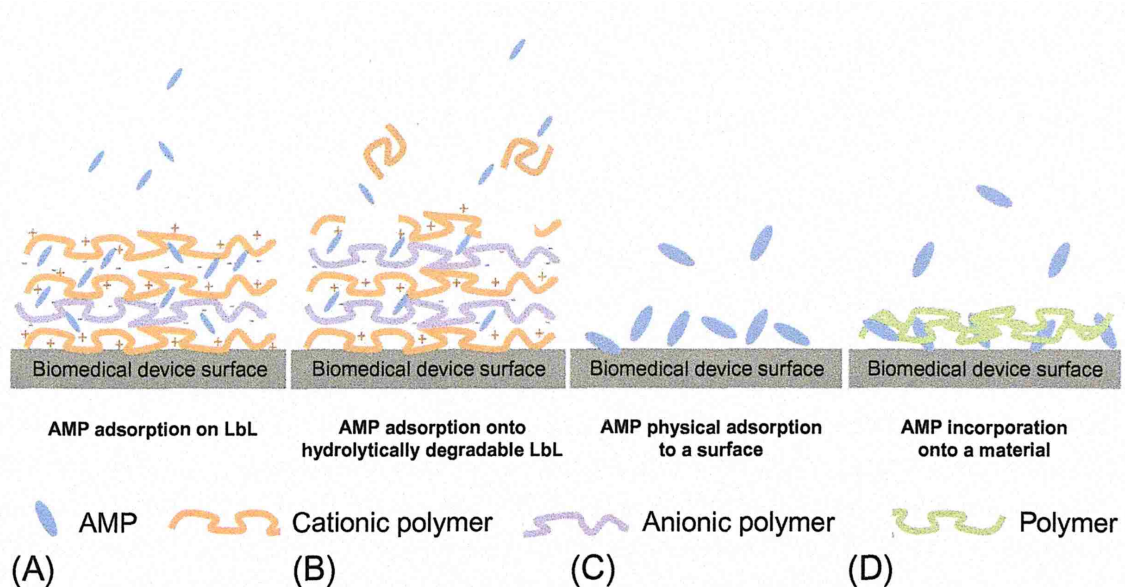 Biomedical device surface
Biomedical device surface
Biomedical device surface
Biomedical device surface
AMP adsorption on LbL
AMP adsorption onto
hydrolytically degradable LbL
AMP physical adsorption
to a surface
AMP incorporation
onto a material
AMP
Cationic polymer
Anionic polymer
Polymer
(A)
(B)
(C)
(D)